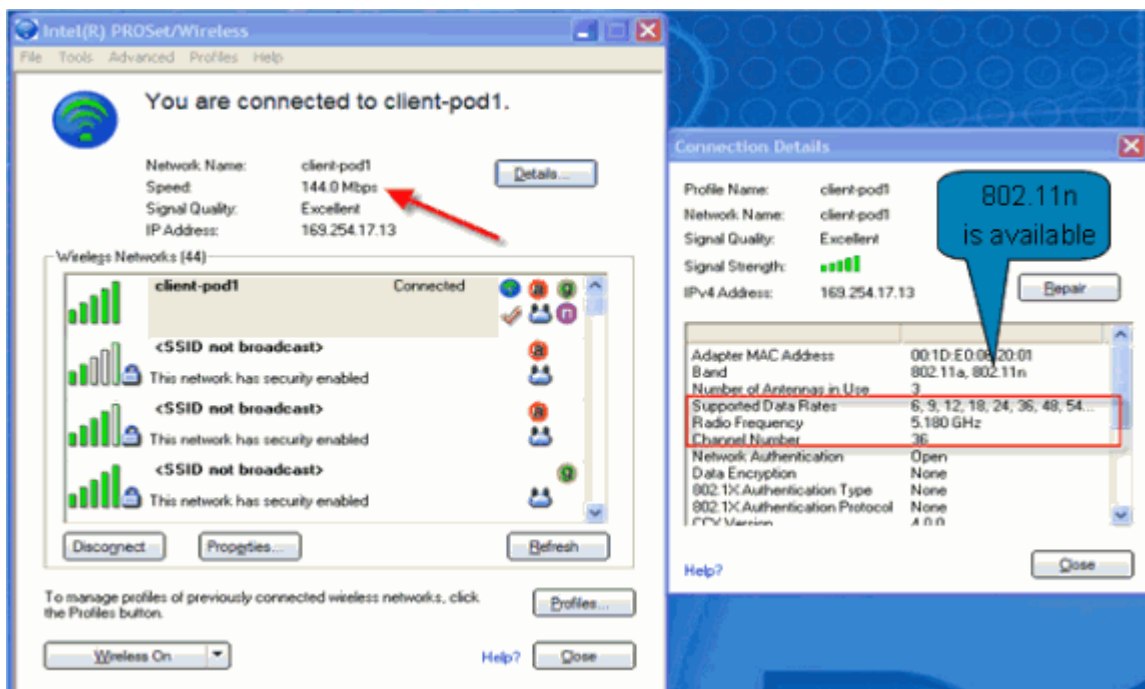 Intel(R) PROSet/Wireless
File Tools Advanced Profiles Help
You are connected to client-pod1.
Network Name: client-pod1
Speed: 144.0 Mbps
Signal Quality: Excellent
IP Address: 169.254.17.13
Details...
Wireless Networks (44)
client-pod1 Connected
a g
n
<SSID not broadcast>
a
This network has security enabled
<SSID not broadcast>
a
This network has security enabled
<SSID not broadcast>
g
This network has security enabled
Disconnect Properties... Refresh
To manage profiles of previously connected wireless networks, click
the Profiles button.
Profiles...
Wireless On Help? Close
Connection Details
Profile Name: client-pod1
Network Name: client-pod1
Signal Quality: Excellent
Signal Strength:
IPv4 Address: 169.254.17.13
802.11n
is available
Repair
Adapter MAC Address
Band 802.11a, 802.11n
Number of Antennas in Use 3
Supported Data Rates 6, 9, 12, 18, 24, 36, 48, 54...
Radio Frequency 5.180 GHz
Channel Number 36
Network Authentication Open
Data Encryption None
802.1X Authentication Type None
802.1X Authentication Protocol None
CCX Version 4.0.0
Help? Close